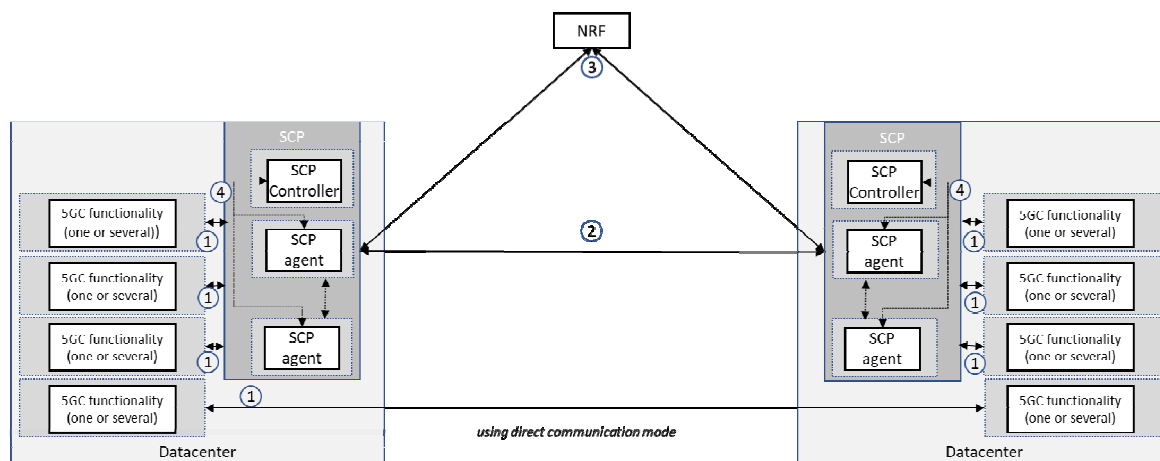 NRF
3
SCP
SCP
Controller
4
5GC functionality
(one or several))
1
SCP
agent
5GC functionality
(one or several)
1
5GC functionality
(one or several)
1
SCP
agent
5GC functionality
(one or several)
1
Datacenter
2
using direct communication mode
SCP
SCP
Controller
4
SCP
agent
5GC functionality
(one or several)
1
5GC functionality
(one or several)
1
SCP
agent
5GC functionality
(one or several)
1
5GC functionality
(one or several)
Datacenter